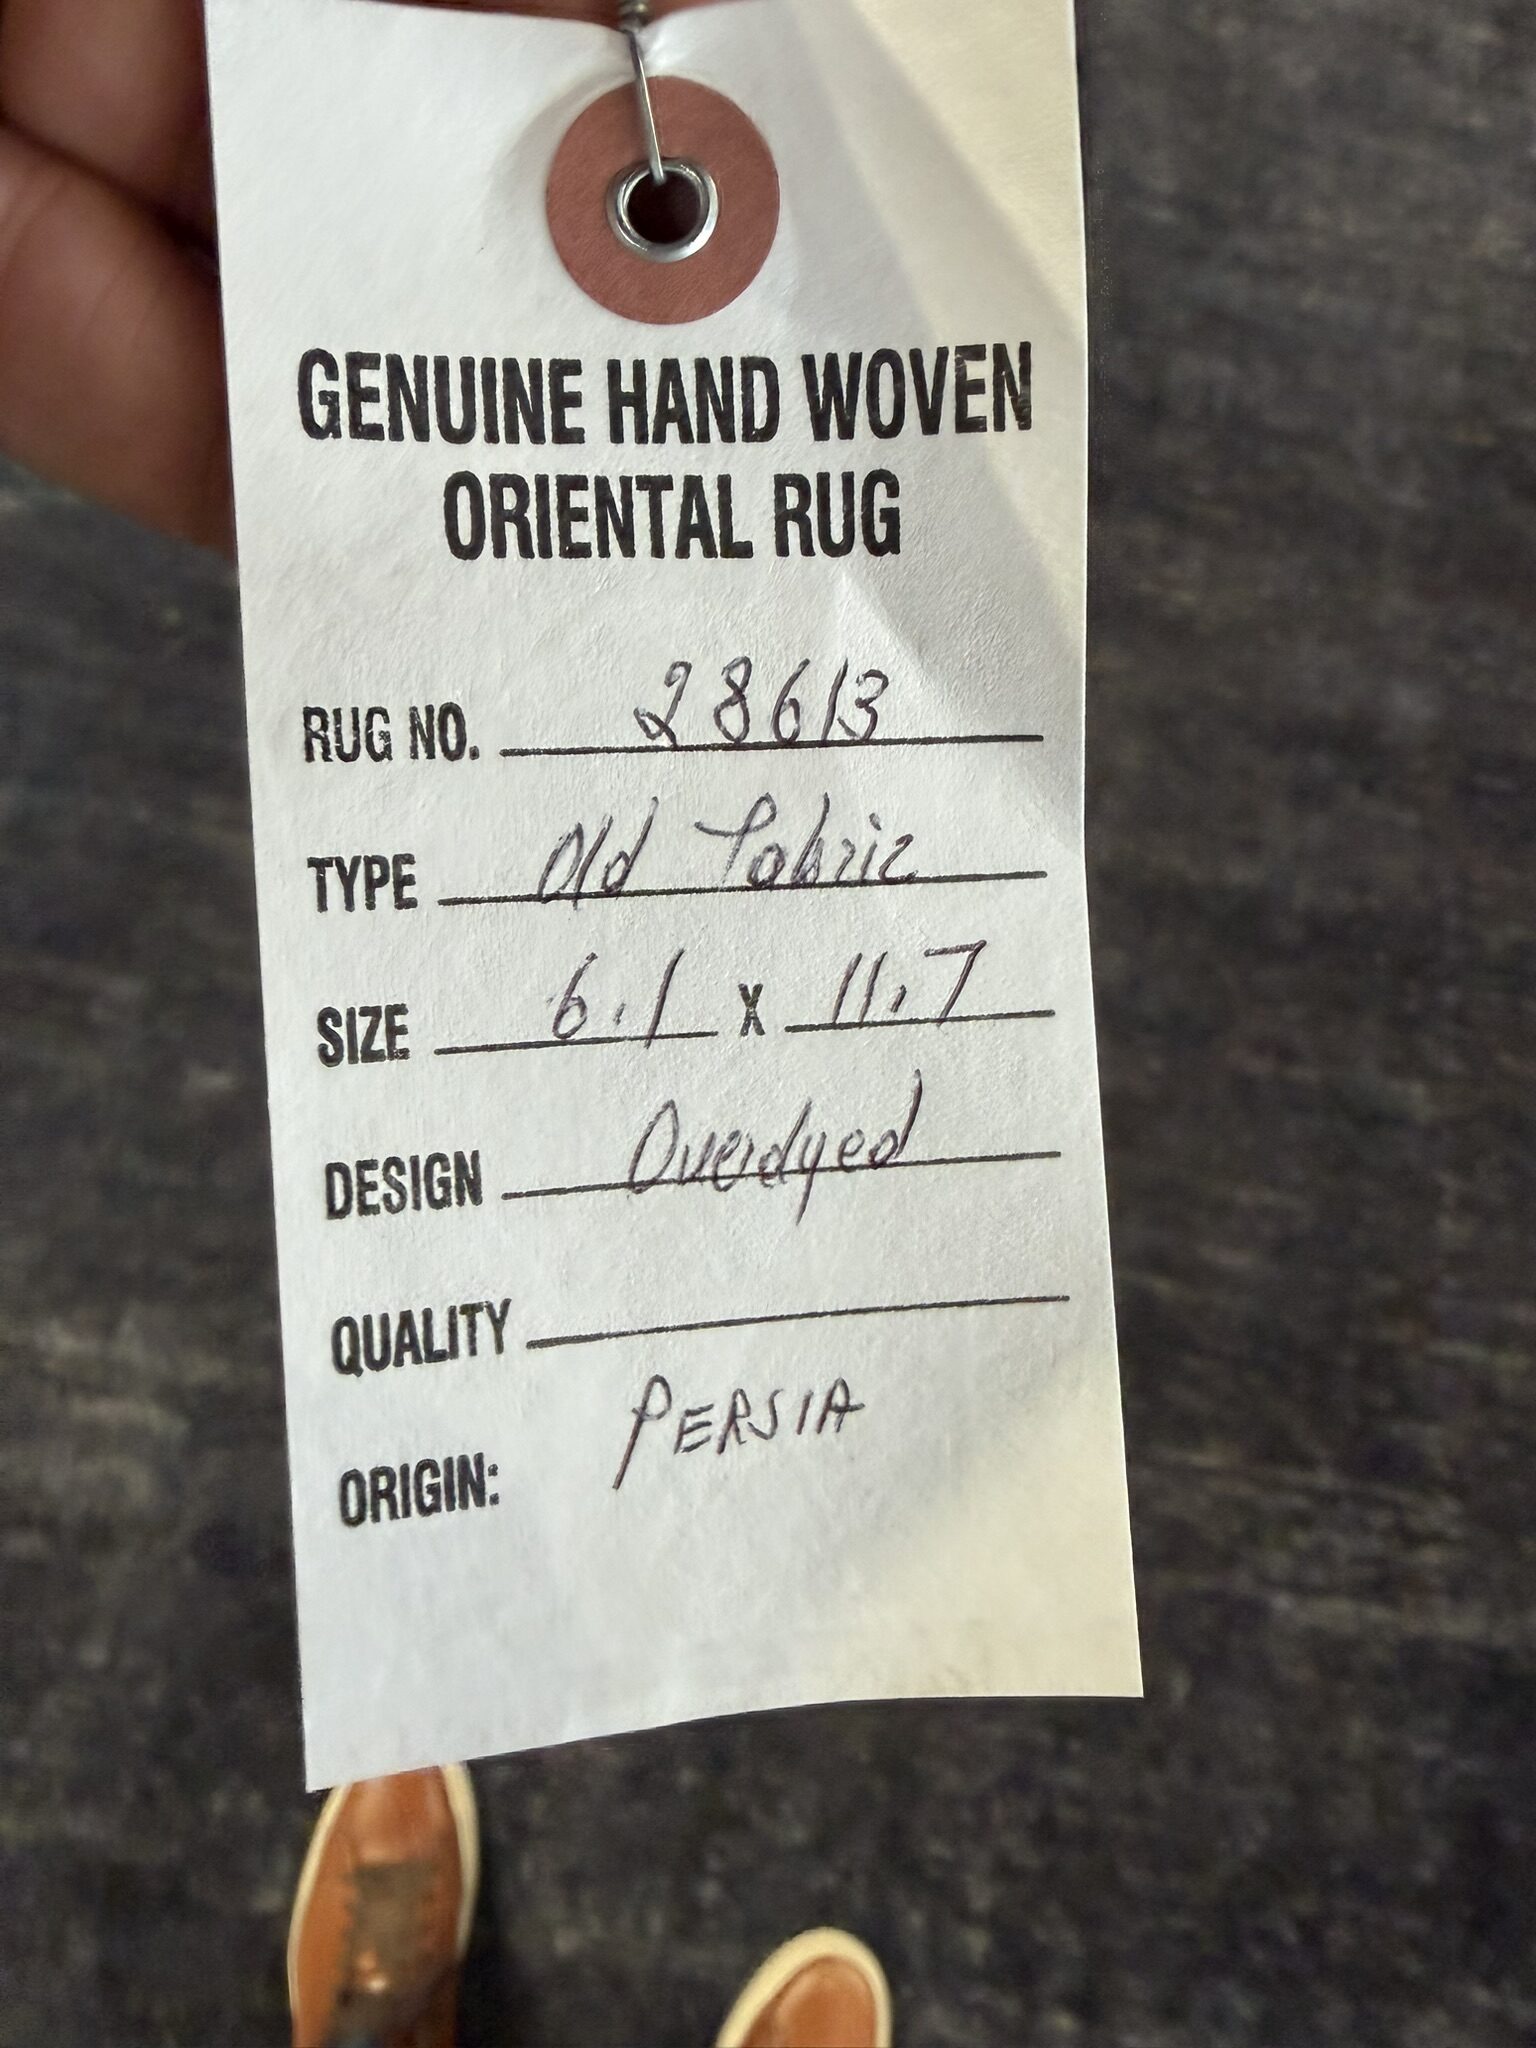 GENUINE HAND WOVEN
ORIENTAL RUG
RUG NO. 28613
TYPE Old Tabriz
SIZE 6.1 X 11.7
DESIGN Overdyed
QUALITY
ORIGIN: PERSIA